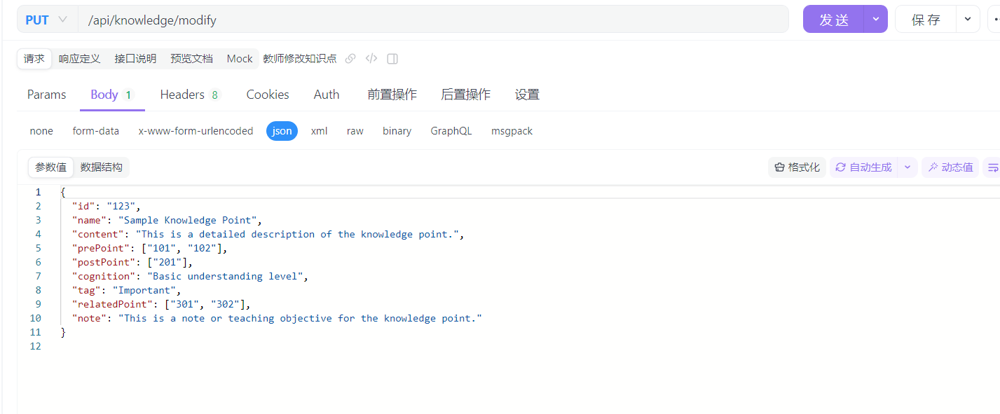 PUT /api/knowledge/modify 发送 保存
请求 响应定义 接口说明 预览文档 Mock 教师修改知识点
Params Body 1 Headers 8 Cookies Auth 前置操作 后置操作 设置
none form-data x-www-form-urlencoded json xml raw binary GraphQL msgpack
参数值 数据结构 格式化 自动生成 动态值
1 {
2 "id": "123",
3 "name": "Sample Knowledge Point",
4 "content": "This is a detailed description of the knowledge point.",
5 "prePoint": ["101", "102"],
6 "postPoint": ["201"],
7 "cognition": "Basic understanding level",
8 "tag": "Important",
9 "relatedPoint": ["301", "302"],
10 "note": "This is a note or teaching objective for the knowledge point."
11 }
12